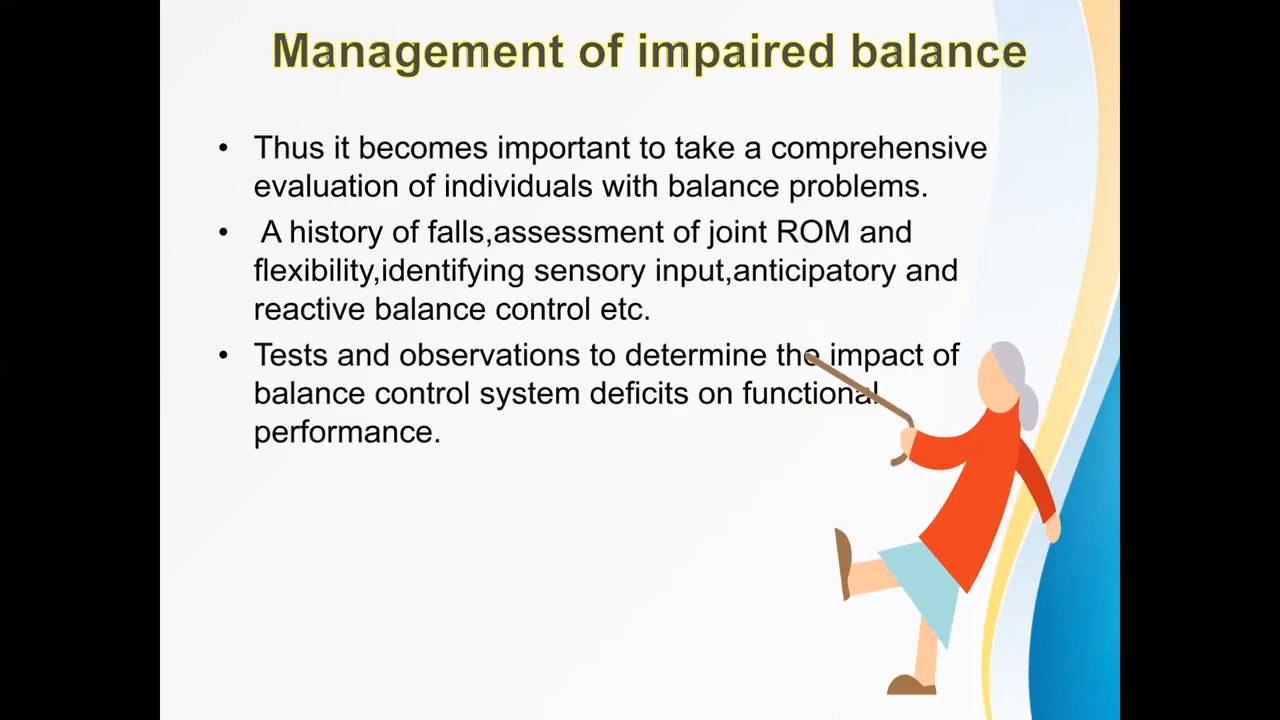 Management of impaired balance
• Thus it becomes important to take a comprehensive
evaluation of individuals with balance problems.
• A history of falls,assessment of joint ROM and
flexibility,identifying sensory input,anticipatory and
reactive balance control etc.
• Tests and observations to determine the impact of
balance control system deficits on functional
performance.